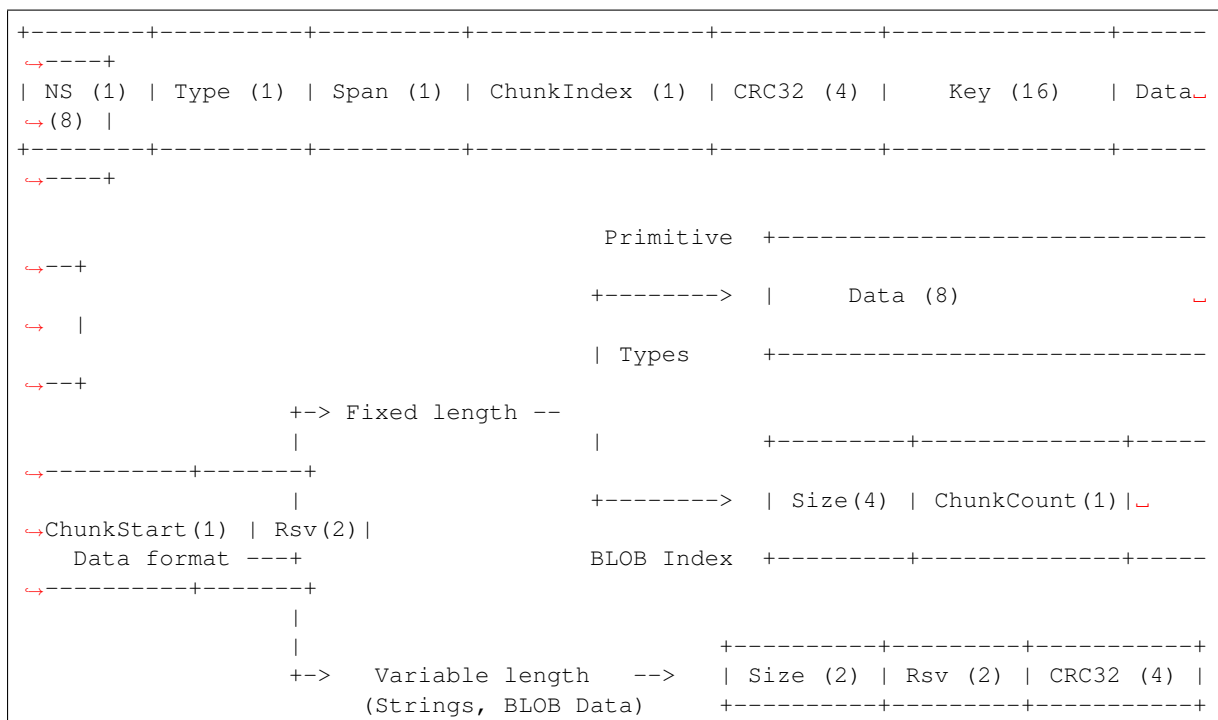 +--------+----------+----------+---------------+-----------+---------------+------
↪----+
| NS (1) | Type (1) | Span (1) | ChunkIndex (1) | CRC32 (4) |    Key (16)   | Data␣
↪(8) |
+--------+----------+----------+---------------+-----------+---------------+------
↪----+
Primitive  +-----------------------------
↪--+
+-------->  |     Data (8)                ␣
↪  |
| Types     +-----------------------------
↪--+
+-> Fixed length --
|                    |           +---------+--------------+-----
↪----------+-------+
|                    +-------->  | Size(4) | ChunkCount(1)|␣
↪ChunkStart(1) | Rsv(2)|
Data format ---+                    BLOB Index  +---------+--------------+-----
↪----------+-------+
|
|                             +----------+---------+-----------+
+->   Variable length   -->   | Size (2) | Rsv (2) | CRC32 (4) |
(Strings, BLOB Data)     +----------+---------+-----------+